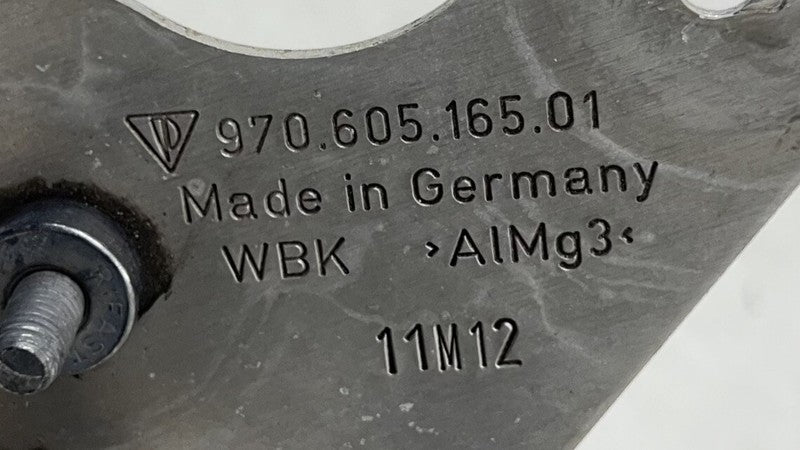 970.605.165.01
Made in Germany
WBK >AlMg3<
11M12